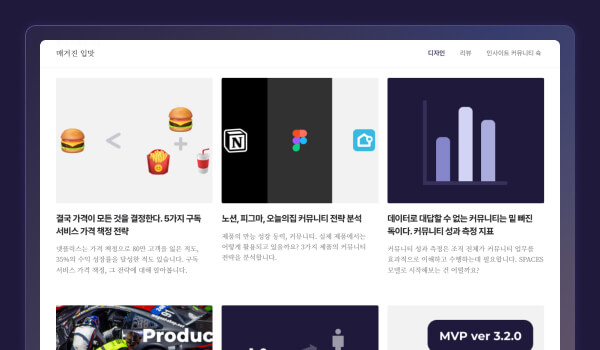 매거진 입맛
디자인 리뷰 인사이트 커뮤니티 숙
결국 가격이 모든 것을 결정한다. 5가지 구독
서비스 가격 책정 전략
넷플릭스는 가격 책정으로 80만 고객을 잃은 적도,
35%의 수익 성장률을 달성한 적도 있습니다. 구독
서비스 가격 책정, 그 전략에 대해 알아봅니다.
노션, 피그마, 오늘의집 커뮤니티 전략 분석
제품의 만능 성장 동력, 커뮤니티. 실제 제품에서는
어떻게 활용되고 있을까요? 3가지 제품의 커뮤니티
전략을 분석합니다.
데이터로 대답할 수 없는 커뮤니티는 밑 빠진
독이다. 커뮤니티 성과 측정 지표
커뮤니티 성과 측정은 조직 전체가 커뮤니티 업무를
효과적으로 이해하고 수행하는데 필요합니다. SPACES
모델로 시작해보는 건 어떨까요?
Produc
MVP ver 3.2.0